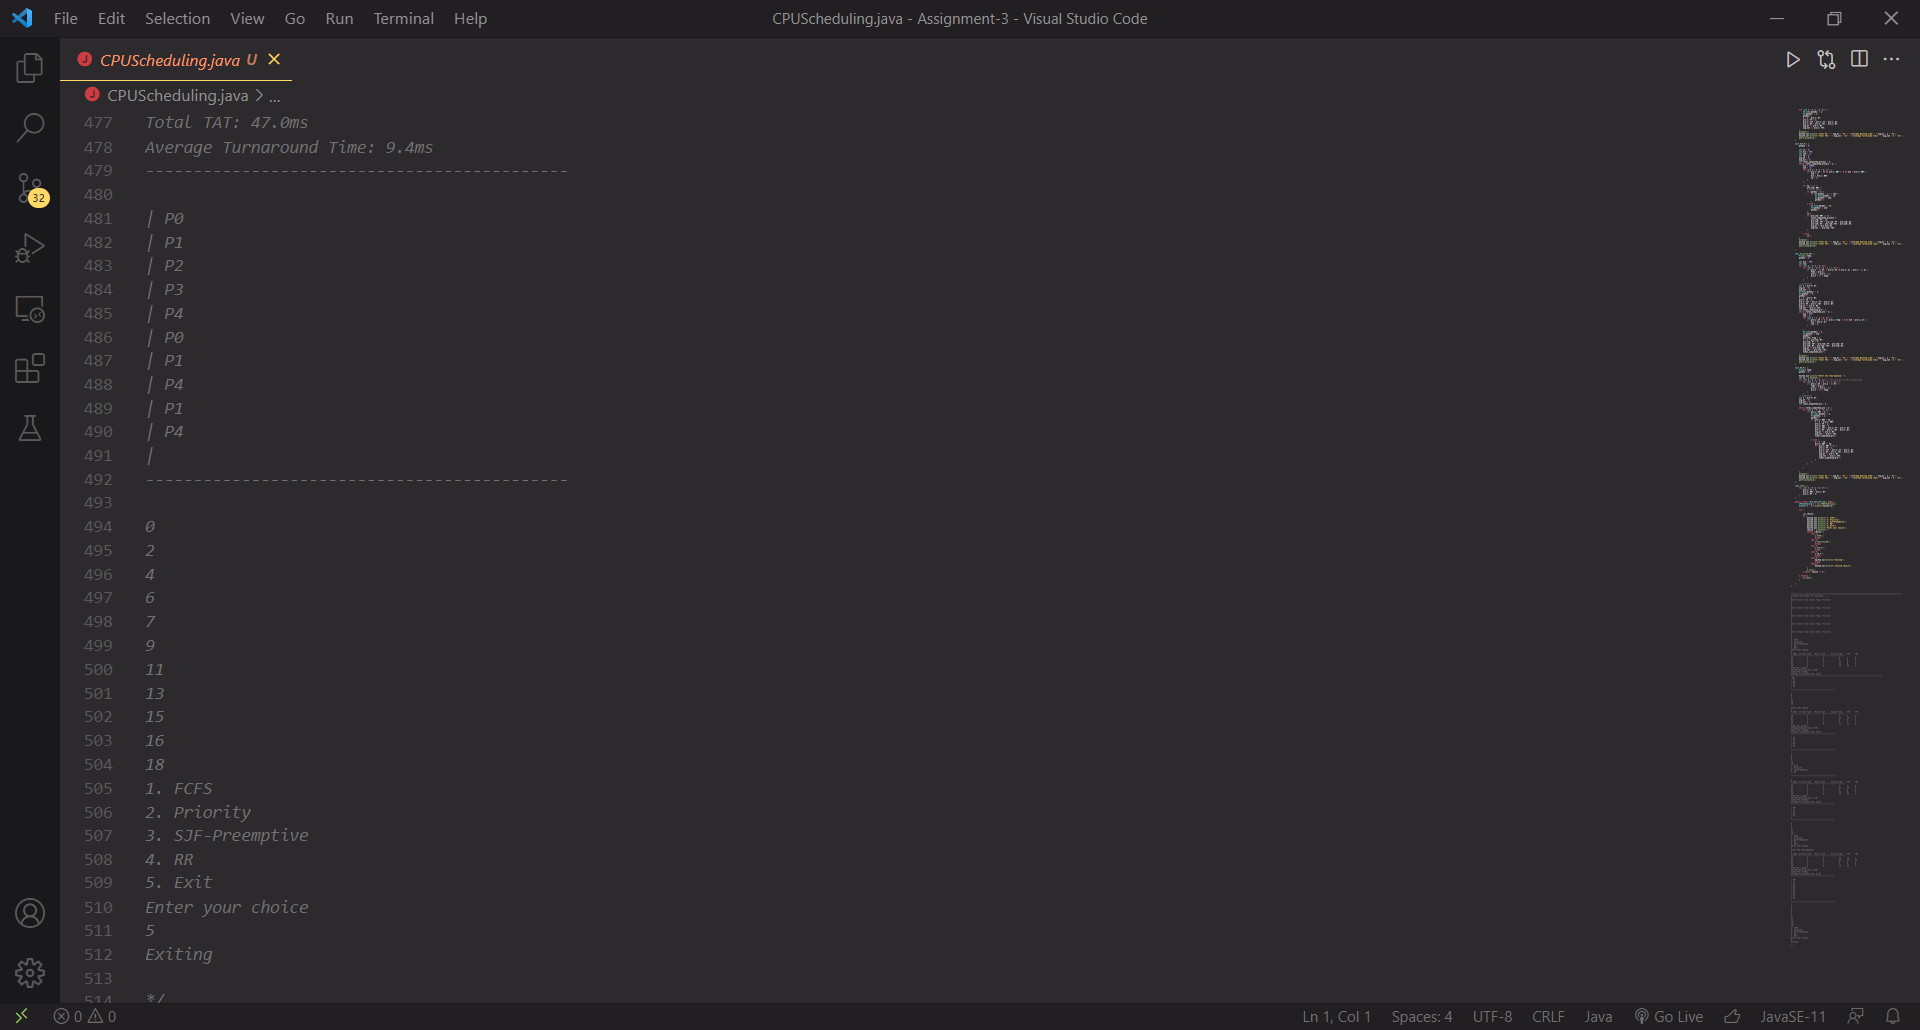 File Edit Selection View Go Run Terminal Help
CPUScheduling.java - Assignment-3 - Visual Studio Code
CPUScheduling.java U
CPUScheduling.java > ...
32
477 Total TAT: 47.0ms
478 Average Turnaround Time: 9.4ms
479 --------------------------------------------
480
481 | P0
482 | P1
483 | P2
484 | P3
485 | P4
486 | P0
487 | P1
488 | P4
489 | P1
490 | P4
491 |
492 --------------------------------------------
493
494 0
495 2
496 4
497 6
498 7
499 9
500 11
501 13
502 15
503 16
504 18
505 1. FCFS
506 2. Priority
507 3. SJF-Preemptive
508 4. RR
509 5. Exit
510 Enter your choice
511 5
512 Exiting
513
514 */
0 0
Ln 1, Col 1 Spaces: 4 UTF-8 CRLF Java Go Live JavaSE-11